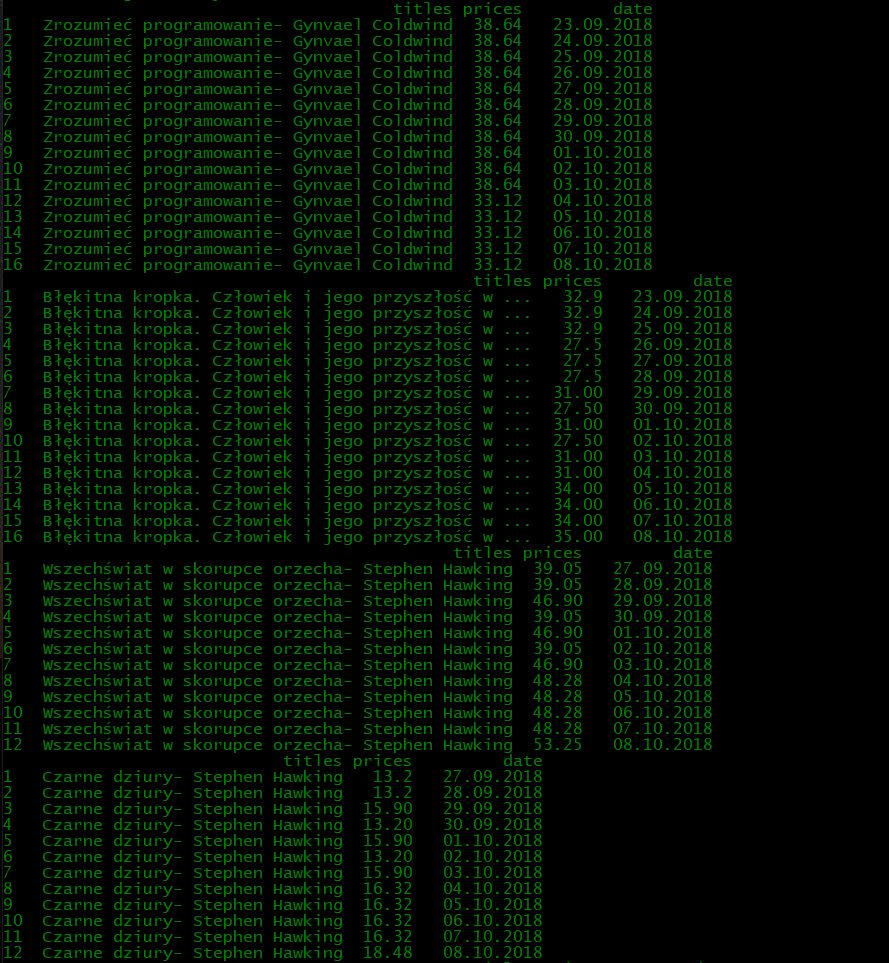 titles prices date
1 Zrozumieć programowanie- Gynvael Coldwind 38.64 23.09.2018
2 Zrozumieć programowanie- Gynvael Coldwind 38.64 24.09.2018
3 Zrozumieć programowanie- Gynvael Coldwind 38.64 25.09.2018
4 Zrozumieć programowanie- Gynvael Coldwind 38.64 26.09.2018
5 Zrozumieć programowanie- Gynvael Coldwind 38.64 27.09.2018
6 Zrozumieć programowanie- Gynvael Coldwind 38.64 28.09.2018
7 Zrozumieć programowanie- Gynvael Coldwind 38.64 29.09.2018
8 Zrozumieć programowanie- Gynvael Coldwind 38.64 30.09.2018
9 Zrozumieć programowanie- Gynvael Coldwind 38.64 01.10.2018
10 Zrozumieć programowanie- Gynvael Coldwind 38.64 02.10.2018
11 Zrozumieć programowanie- Gynvael Coldwind 38.64 03.10.2018
12 Zrozumieć programowanie- Gynvael Coldwind 33.12 04.10.2018
13 Zrozumieć programowanie- Gynvael Coldwind 33.12 05.10.2018
14 Zrozumieć programowanie- Gynvael Coldwind 33.12 06.10.2018
15 Zrozumieć programowanie- Gynvael Coldwind 33.12 07.10.2018
16 Zrozumieć programowanie- Gynvael Coldwind 33.12 08.10.2018
titles prices date
1 Błękitna kropka. Człowiek i jego przyszłość w ... 32.9 23.09.2018
2 Błękitna kropka. Człowiek i jego przyszłość w ... 32.9 24.09.2018
3 Błękitna kropka. Człowiek i jego przyszłość w ... 32.9 25.09.2018
4 Błękitna kropka. Człowiek i jego przyszłość w ... 27.5 26.09.2018
5 Błękitna kropka. Człowiek i jego przyszłość w ... 27.5 27.09.2018
6 Błękitna kropka. Człowiek i jego przyszłość w ... 27.5 28.09.2018
7 Błękitna kropka. Człowiek i jego przyszłość w ... 31.00 29.09.2018
8 Błękitna kropka. Człowiek i jego przyszłość w ... 27.50 30.09.2018
9 Błękitna kropka. Człowiek i jego przyszłość w ... 31.00 01.10.2018
10 Błękitna kropka. Człowiek i jego przyszłość w ... 27.50 02.10.2018
11 Błękitna kropka. Człowiek i jego przyszłość w ... 31.00 03.10.2018
12 Błękitna kropka. Człowiek i jego przyszłość w ... 31.00 04.10.2018
13 Błękitna kropka. Człowiek i jego przyszłość w ... 34.00 05.10.2018
14 Błękitna kropka. Człowiek i jego przyszłość w ... 34.00 06.10.2018
15 Błękitna kropka. Człowiek i jego przyszłość w ... 34.00 07.10.2018
16 Błękitna kropka. Człowiek i jego przyszłość w ... 35.00 08.10.2018
titles prices date
1 Wszechświat w skorupce orzecha- Stephen Hawking 39.05 27.09.2018
2 Wszechświat w skorupce orzecha- Stephen Hawking 39.05 28.09.2018
3 Wszechświat w skorupce orzecha- Stephen Hawking 46.90 29.09.2018
4 Wszechświat w skorupce orzecha- Stephen Hawking 39.05 30.09.2018
5 Wszechświat w skorupce orzecha- Stephen Hawking 46.90 01.10.2018
6 Wszechświat w skorupce orzecha- Stephen Hawking 39.05 02.10.2018
7 Wszechświat w skorupce orzecha- Stephen Hawking 46.90 03.10.2018
8 Wszechświat w skorupce orzecha- Stephen Hawking 48.28 04.10.2018
9 Wszechświat w skorupce orzecha- Stephen Hawking 48.28 05.10.2018
10 Wszechświat w skorupce orzecha- Stephen Hawking 48.28 06.10.2018
11 Wszechświat w skorupce orzecha- Stephen Hawking 48.28 07.10.2018
12 Wszechświat w skorupce orzecha- Stephen Hawking 53.25 08.10.2018
titles prices date
1 Czarne dziury- Stephen Hawking 13.2 27.09.2018
2 Czarne dziury- Stephen Hawking 13.2 28.09.2018
3 Czarne dziury- Stephen Hawking 15.90 29.09.2018
4 Czarne dziury- Stephen Hawking 13.20 30.09.2018
5 Czarne dziury- Stephen Hawking 15.90 01.10.2018
6 Czarne dziury- Stephen Hawking 13.20 02.10.2018
7 Czarne dziury- Stephen Hawking 15.90 03.10.2018
8 Czarne dziury- Stephen Hawking 16.32 04.10.2018
9 Czarne dziury- Stephen Hawking 16.32 05.10.2018
10 Czarne dziury- Stephen Hawking 16.32 06.10.2018
11 Czarne dziury- Stephen Hawking 16.32 07.10.2018
12 Czarne dziury- Stephen Hawking 18.48 08.10.2018